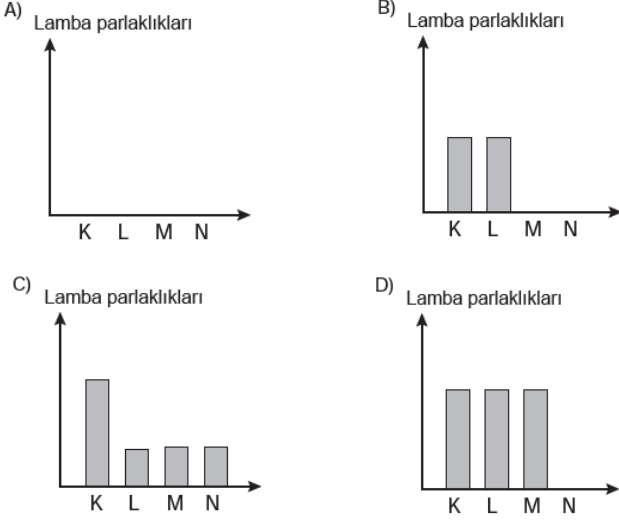 A)
Lamba parlaklıkları
K L M N
B)
Lamba parlaklıkları
K L M N
C)
Lamba parlaklıkları
K L M N
D)
Lamba parlaklıkları
K L M N